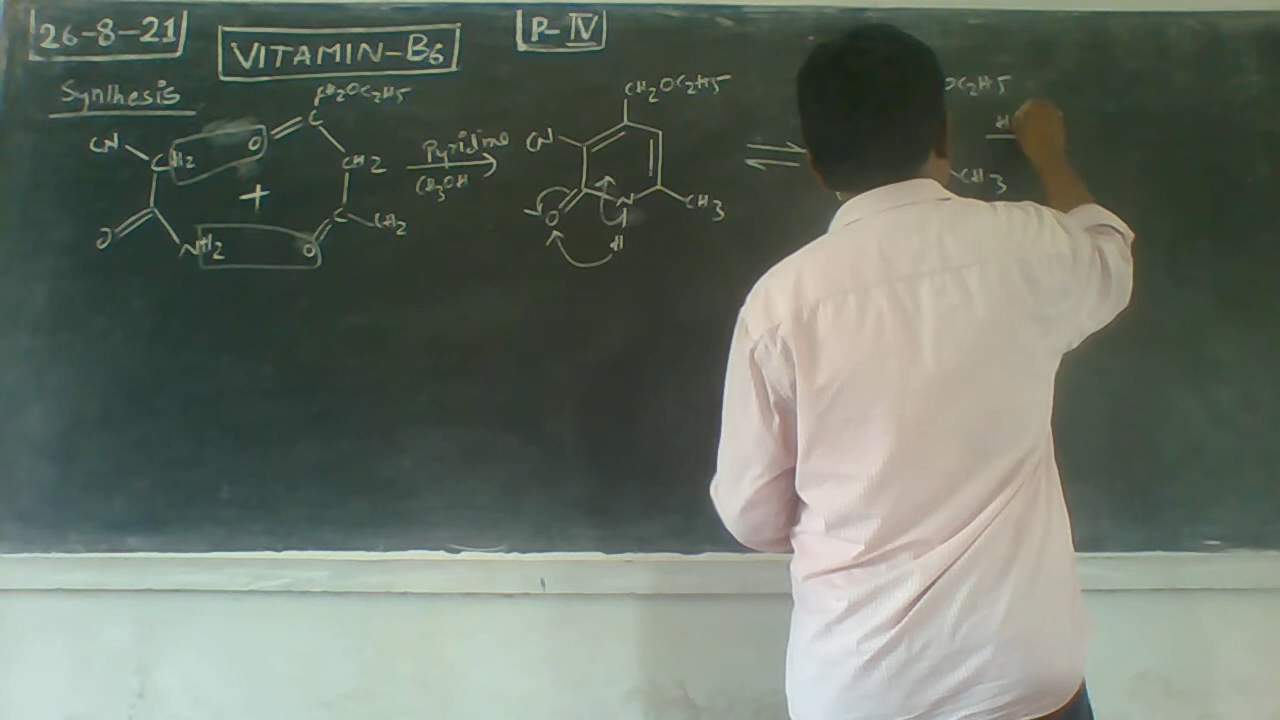 26-8-21
VITAMIN-B6
P-IV
Synthesis
CH2OC2H5
C
CN
CH2
O
CH2
+
C
CH2
O
NH2
O
Pyridine
CH3OH
CH2OC2H5
CN
O
N
H
CH3
OC2H5
CH3
H